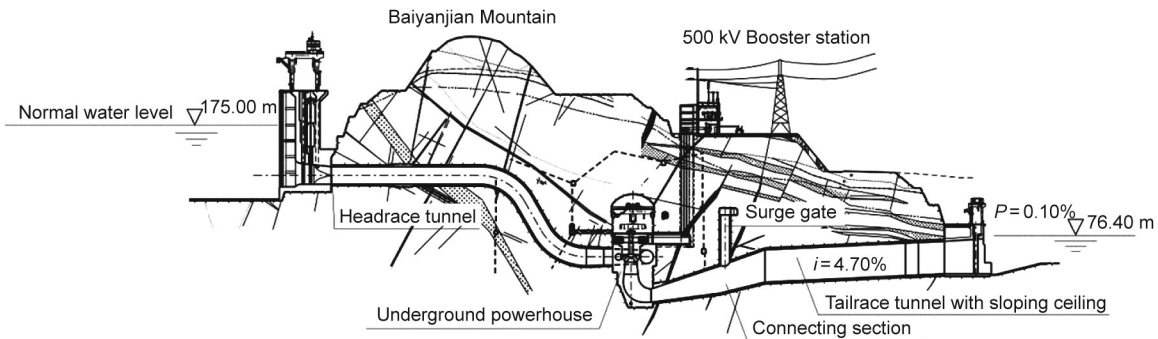 Baiyanjian Mountain
500 kV Booster station
Normal water level
175.00 m
Headrace tunnel
Surge gate
P = 0.10%
76.40 m
i = 4.70%
Underground powerhouse
Tailrace tunnel with sloping ceiling
Connecting section